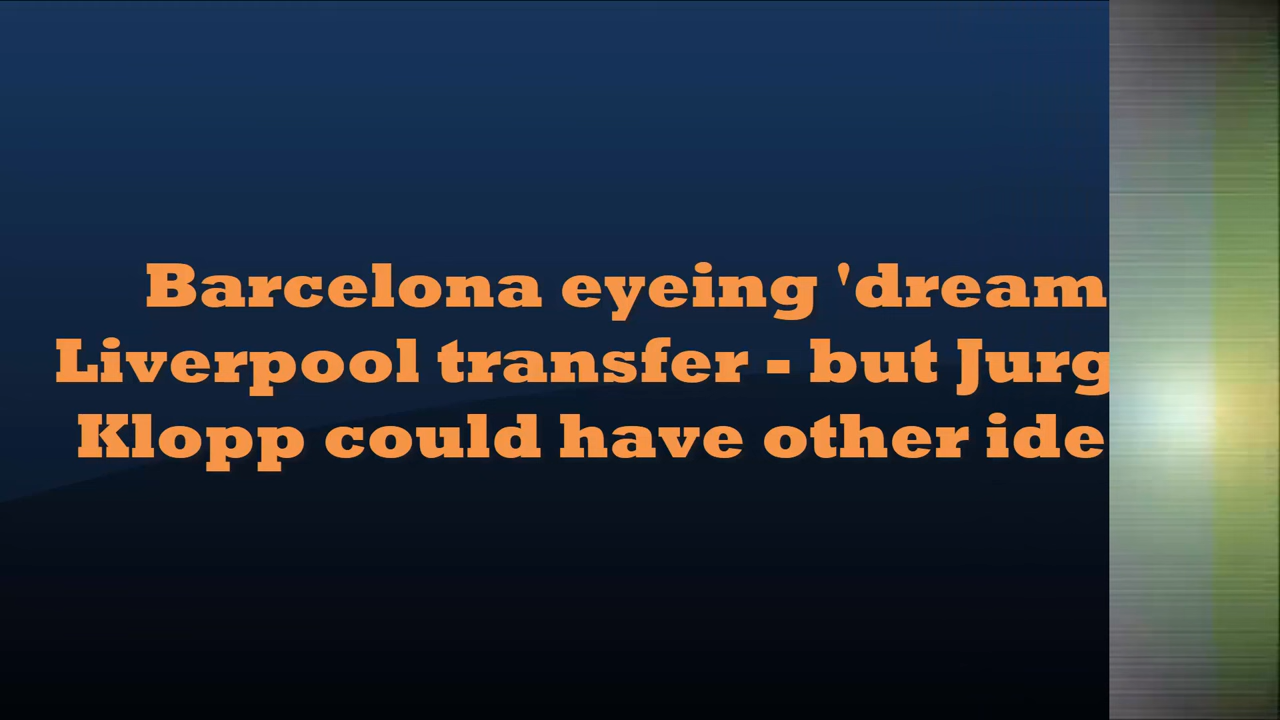 Barcelona eyeing 'dream
Liverpool transfer - but Jurg
Klopp could have other ide